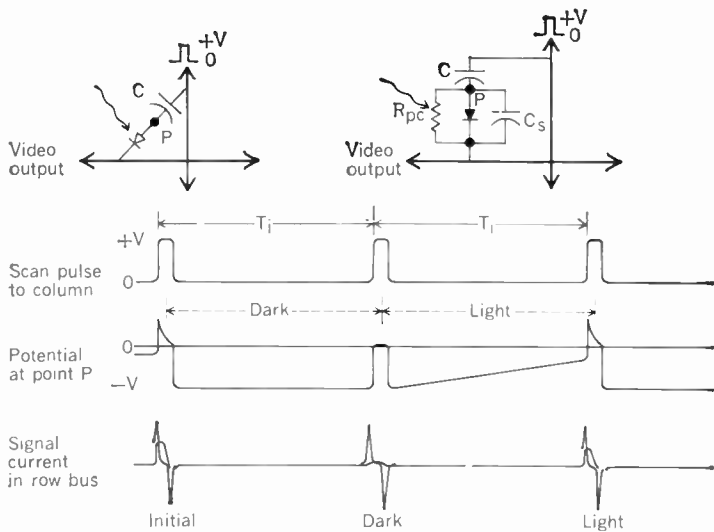 +V
0
C
P
Video
output
+V
0
C
P
Rpc
Cs
Video
output
Ti
Ti
+V
0
Scan pulse
to column
Dark
Light
0
Potential
at point P
−V
Signal
current
in row bus
Initial
Dark
Light